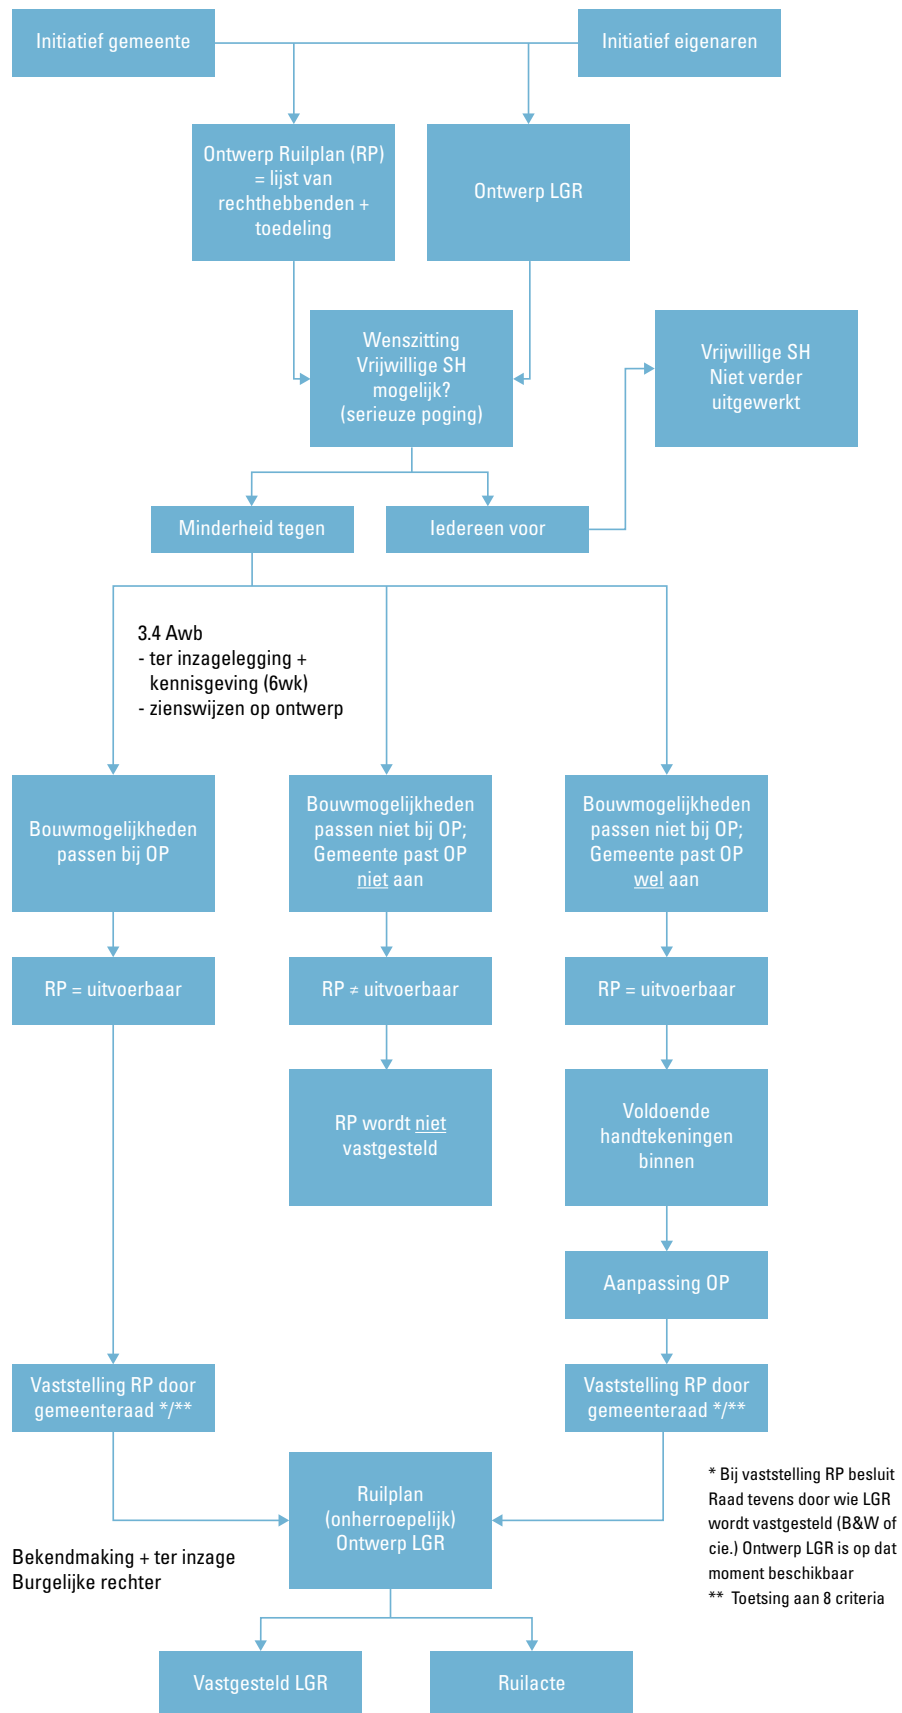 Initiatief gemeente
Initiatief eigenaren
Ontwerp Ruilplan (RP)
= lijst van
rechthebbenden +
toedeling
Ontwerp LGR
Wenszitting
Vrijwillige SH
mogelijk?
(serieuze poging)
Vrijwillige SH
Niet verder
uitgewerkt
Minderheid tegen
Iedereen voor
3.4 Awb
- ter inzagelegging +
kennisgeving (6wk)
- zienswijzen op ontwerp
Bouwmogelijkheden
passen bij OP
Bouwmogelijkheden
passen niet bij OP;
Gemeente past OP
niet aan
Bouwmogelijkheden
passen niet bij OP;
Gemeente past OP
wel aan
RP = uitvoerbaar
RP ≠ uitvoerbaar
RP = uitvoerbaar
RP wordt niet
vastgesteld
Voldoende
handtekeningen
binnen
Aanpassing OP
Vaststelling RP door
gemeenteraad */**
Vaststelling RP door
gemeenteraad */**
Ruilplan
(onherroepelijk)
Ontwerp LGR
* Bij vaststelling RP besluit
Raad tevens door wie LGR
wordt vastgesteld (B&W of
cie.) Ontwerp LGR is op dat
moment beschikbaar
** Toetsing aan 8 criteria
Bekendmaking + ter inzage
Burgelijke rechter
Vastgesteld LGR
Ruilacte